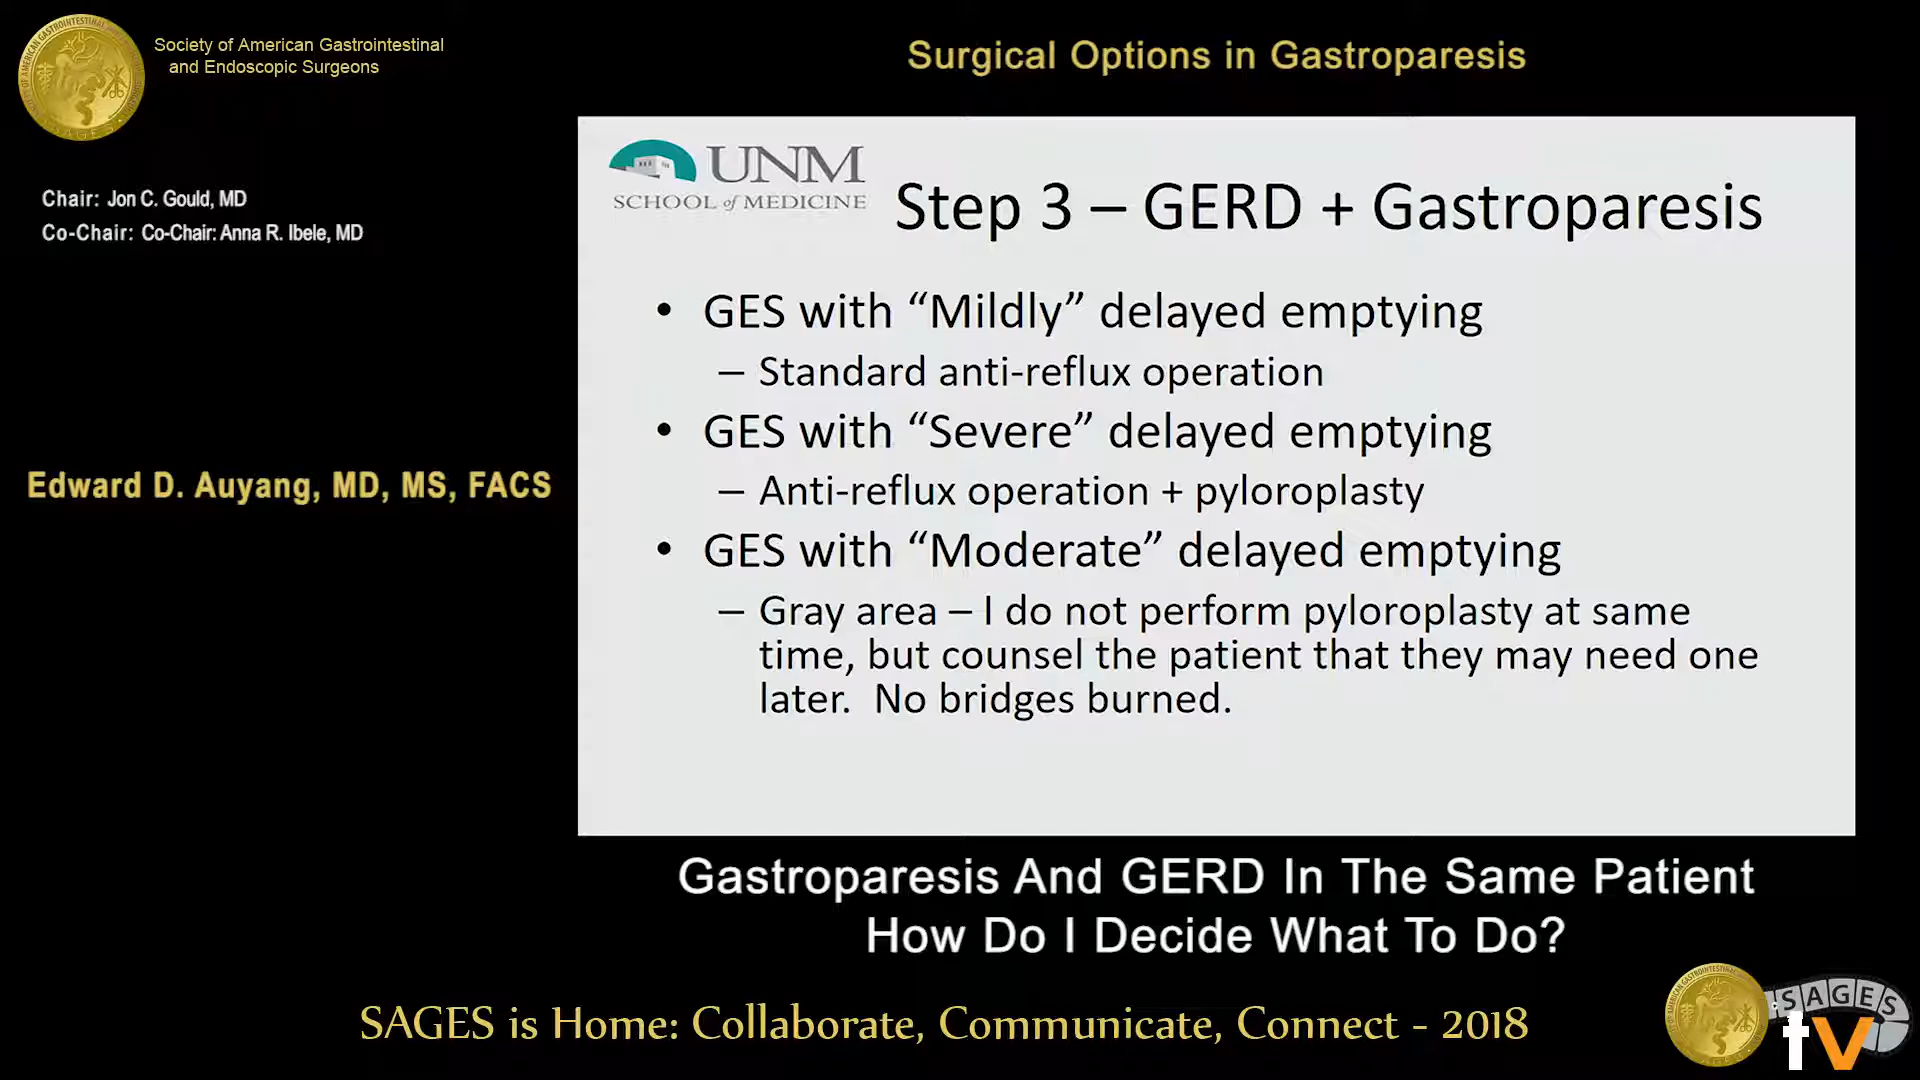 Society of American Gastrointestinal
and Endoscopic Surgeons
Surgical Options in Gastroparesis
Chair: Jon C. Gould, MD
Co-Chair: Co-Chair: Anna R. Ibele, MD
Edward D. Auyang, MD, MS, FACS
UNM
SCHOOL of MEDICINE
Step 3 – GERD + Gastroparesis
• GES with “Mildly” delayed emptying
– Standard anti-reflux operation
• GES with “Severe” delayed emptying
– Anti-reflux operation + pyloroplasty
• GES with “Moderate” delayed emptying
– Gray area – I do not perform pyloroplasty at same
time, but counsel the patient that they may need one
later. No bridges burned.
Gastroparesis And GERD In The Same Patient
How Do I Decide What To Do?
SAGES is Home: Collaborate, Communicate, Connect - 2018
SAGES
tv